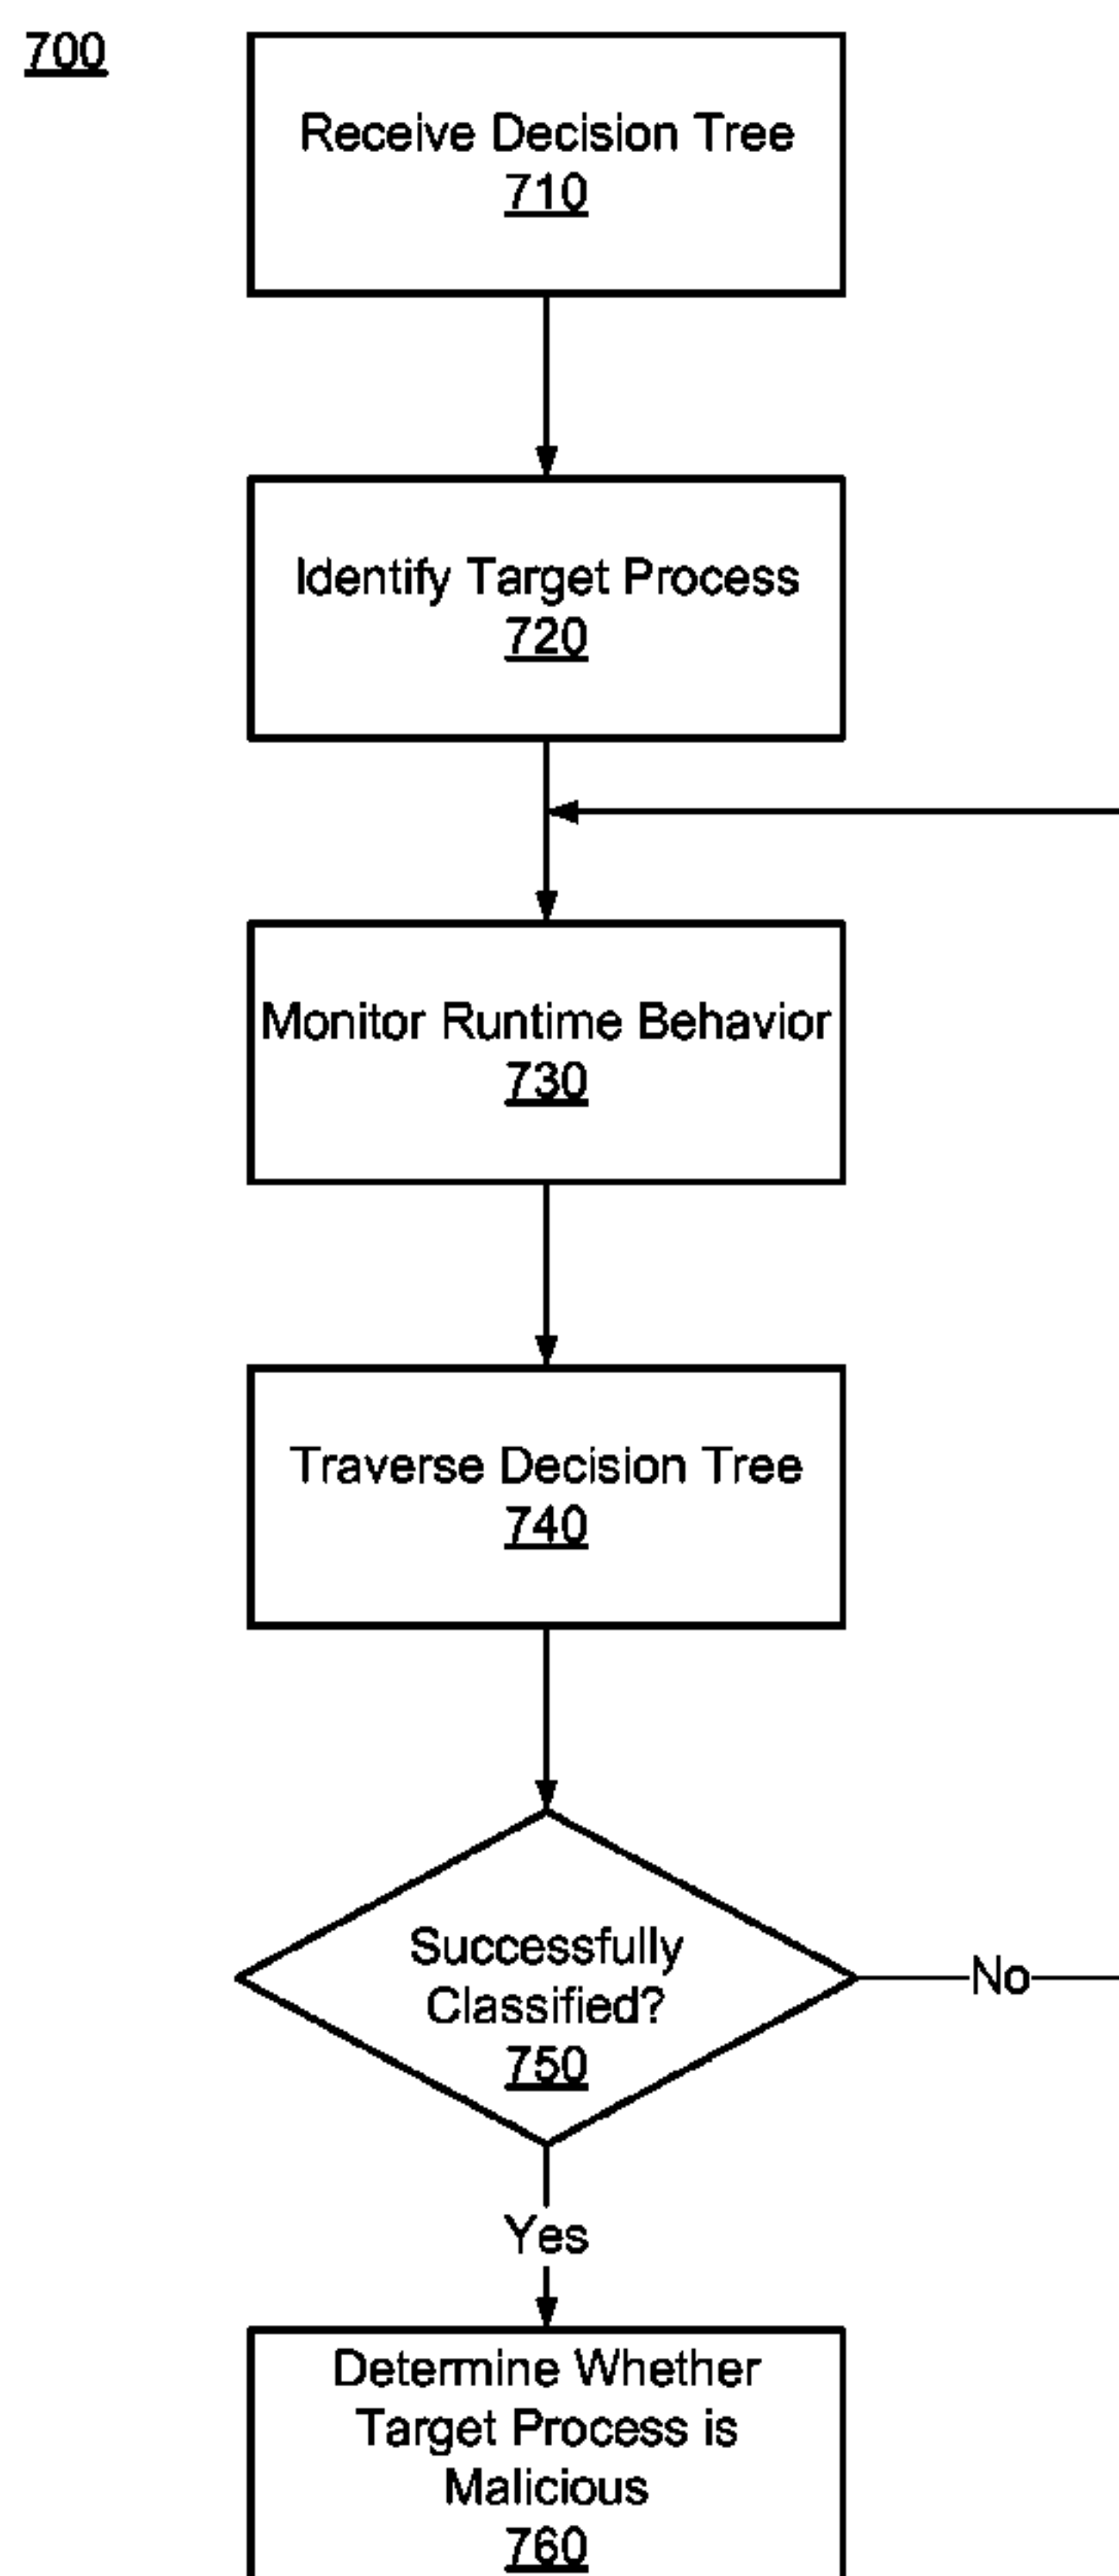 700
Receive Decision Tree
710
Identify Target Process
720
Monitor Runtime Behavior
730
Traverse Decision Tree
740
Successfully
Classified?
750
No
Yes
Determine Whether
Target Process is
Malicious
760